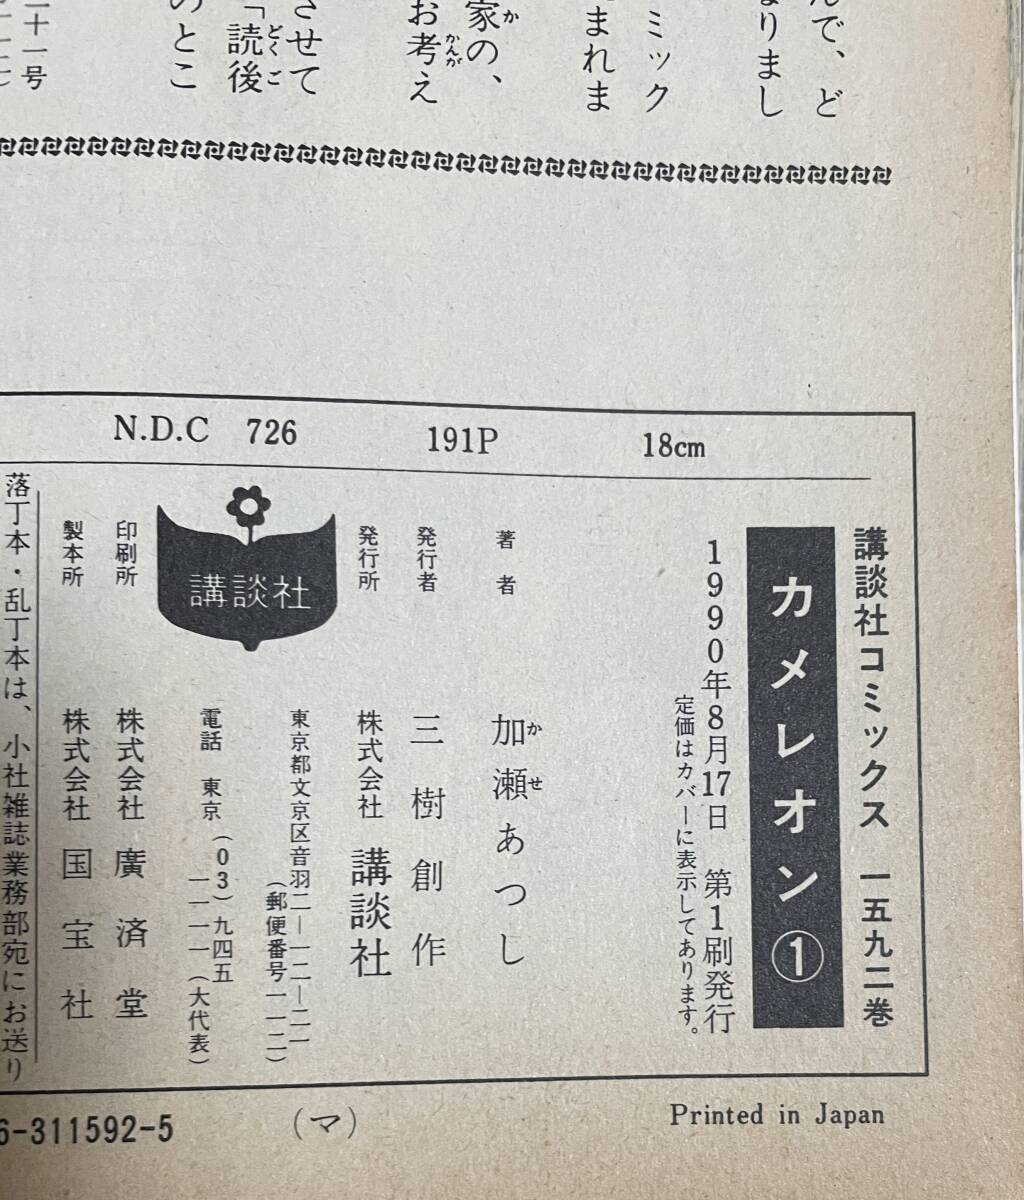 んで、ど
なりまし
ミック
まれま
家の、
お考え
させて
「読後
のとこ
十一号
N.D.C 726 191P 18cm
講談社コミックス 一五九二巻
カメレオン①
1990年8月17日 第1刷発行
定価はカバーに表示してあります。
著者 加瀬あつし
発行者 三樹創作
発行所 株式会社 講談社
東京都文京区音羽二―一二―二一
(郵便番号一一二)
電話 東京(03)九四五
一一一一(大代表)
講談社
印刷所 株式会社 廣済堂
製本所 株式会社 国宝社
落丁本・乱丁本は、小社雑誌業務部宛にお送り
6-311592-5 (マ) Printed in Japan